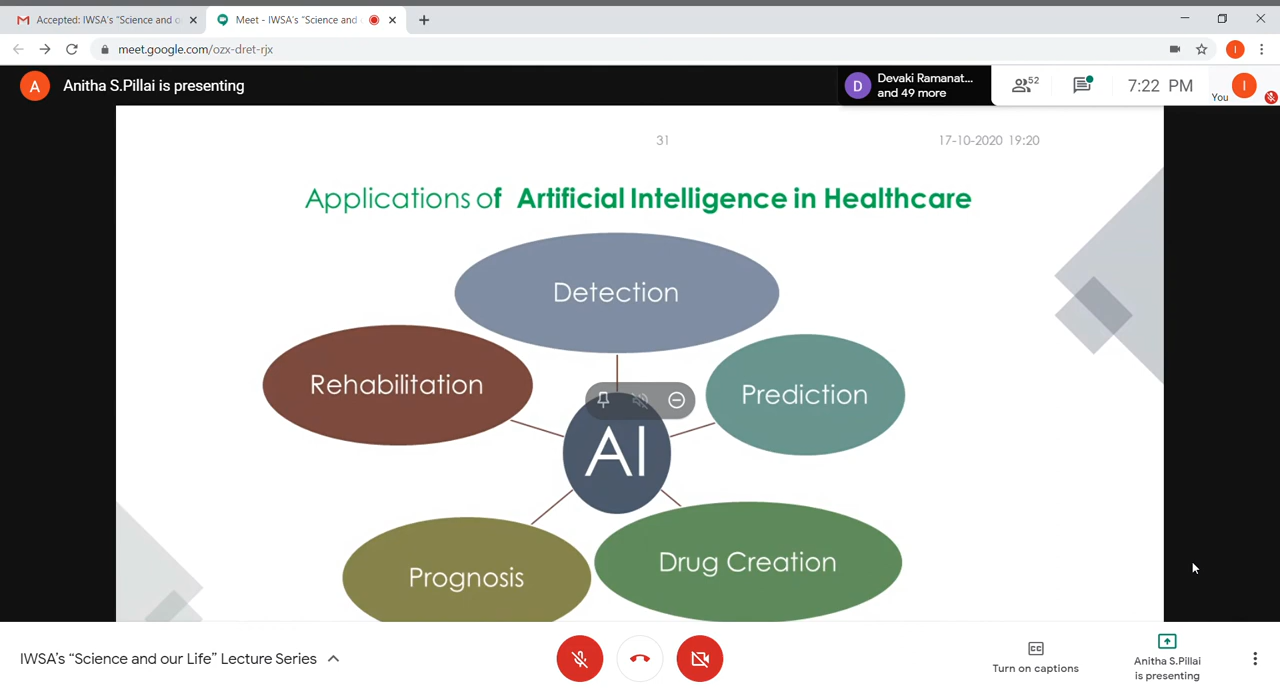 Accepted: IWSA's "Science and o
Meet - IWSA's "Science and
meet.google.com/ozx-dret-rjx
I
A
Anitha S.Pillai is presenting
D
Devaki Ramanat...
and 49 more
52
7:22 PM
You
I
31
17-10-2020 19:20
Applications of Artificial Intelligence in Healthcare
Detection
Rehabilitation
Prediction
AI
Drug Creation
Prognosis
IWSA's “Science and our Life” Lecture Series
CC
Turn on captions
Anitha S.Pillai
is presenting